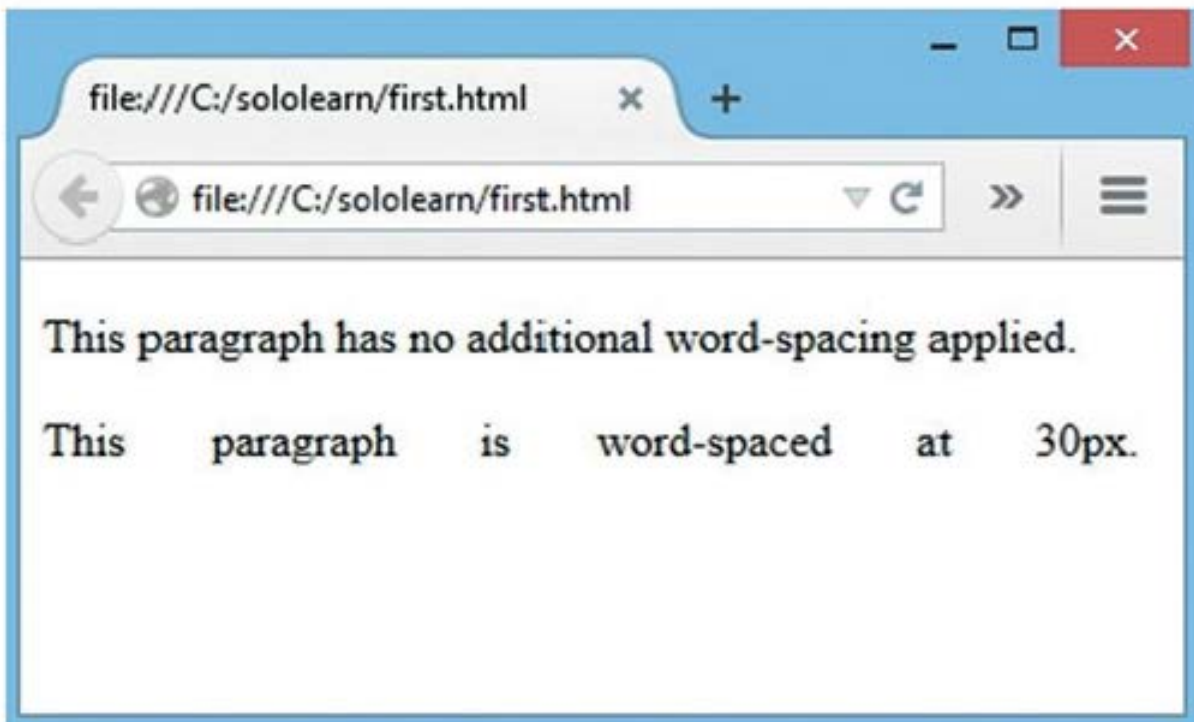 file:///C:/sololearn/first.html
file:///C:/sololearn/first.html
This paragraph has no additional word-spacing applied.
This paragraph is word-spaced at 30px.